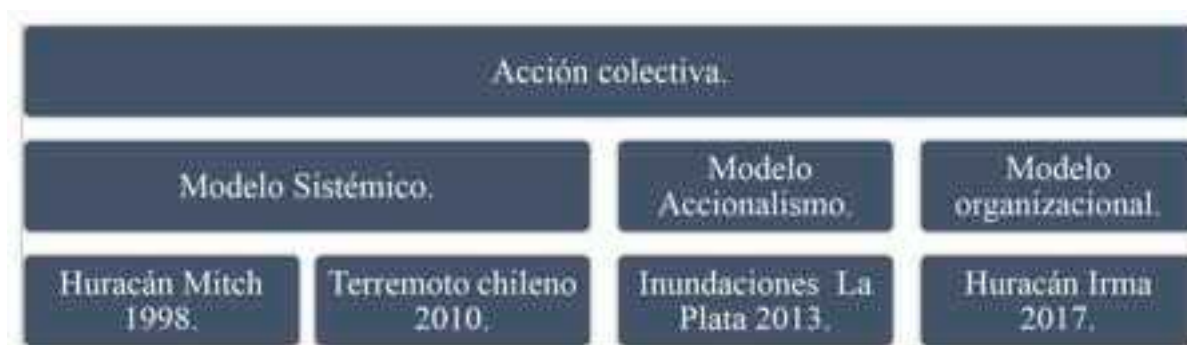 Acción colectiva.
Modelo Sistémico.
Modelo
Accionalismo.
Modelo
organizacional.
Huracán Mitch
1998.
Terremoto chileno
2010.
Inundaciones La
Plata 2013.
Huracán Irma
2017.